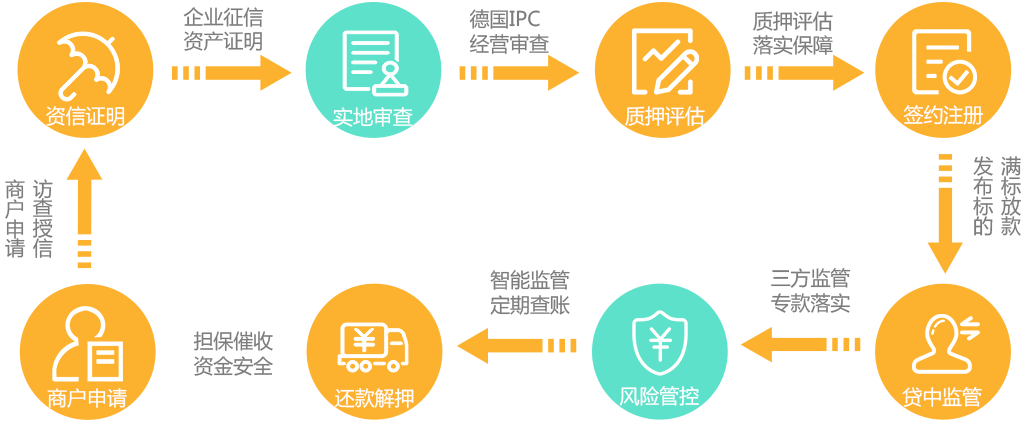 企业征信
资产证明
德国IPC
经营审查
质押评估
落实保障
资信证明
实地审查
质押评估
签约注册
商户申请
访查授信
发布标的
满标放款
三方监管
专款落实
智能监管
定期查账
担保催收
资金安全
商户申请
还款解押
风险管控
贷中监管